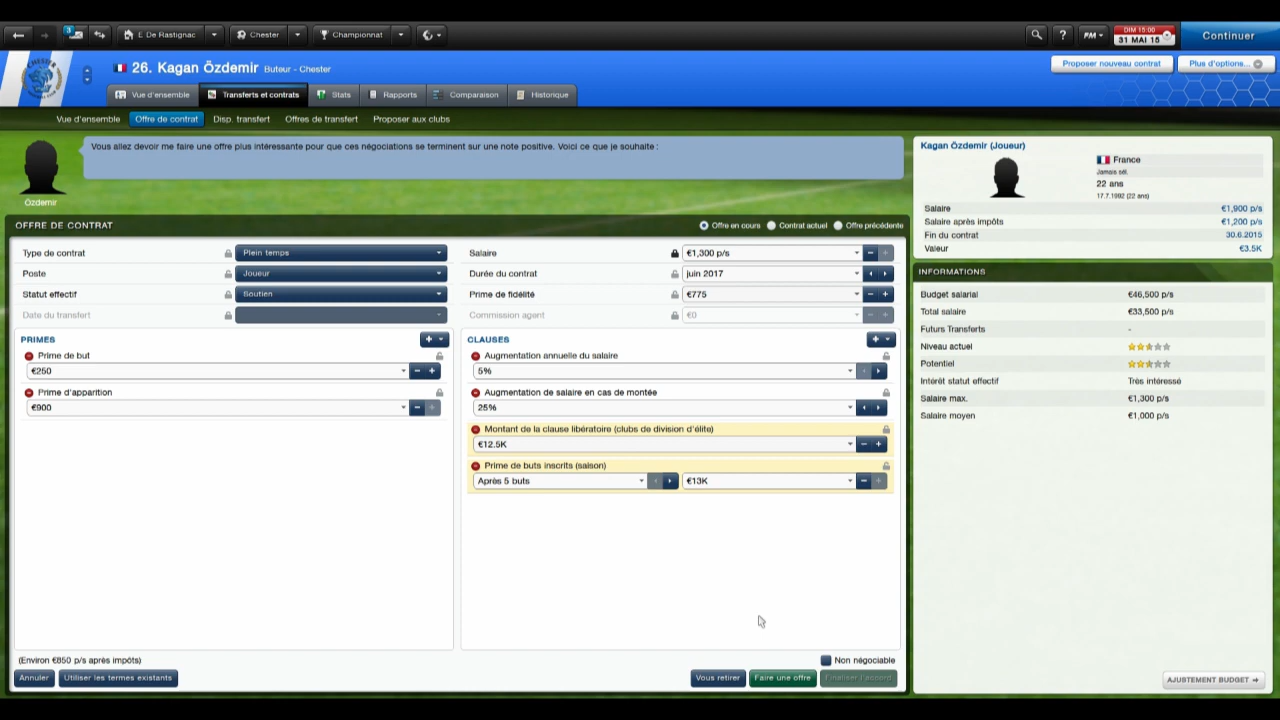 3
E. De Rastignac
Chester
Championnat
?
FM
DIM 15:00
31 MAI 15
Continuer
CHESTER
26. Kagan Özdemir Buteur - Chester
Proposer nouveau contrat
Plus d'options...
Vue d'ensemble
Transferts et contrats
Stats
Rapports
Comparaison
Historique
Vue d'ensemble
Offre de contrat
Disp. transfert
Offres de transfert
Proposer aux clubs
Vous allez devoir me faire une offre plus intéressante pour que ces négociations se terminent sur une note positive. Voici ce que je souhaite :
Özdemir
OFFRE DE CONTRAT
Offre en cours
Contrat actuel
Offre précédente
Type de contrat
Plein temps
Poste
Joueur
Statut effectif
Soutien
Date du transfert
Salaire
€1,300 p/s
Durée du contrat
juin 2017
Prime de fidélité
€775
Commission agent
€0
PRIMES
Prime de but
€250
Prime d'apparition
€900
CLAUSES
Augmentation annuelle du salaire
5%
Augmentation de salaire en cas de montée
25%
Montant de la clause libératoire (clubs de division d'élite)
€12.5K
Prime de buts inscrits (saison)
Après 5 buts
€13K
(Environ €850 p/s après impôts)
Non négociable
Annuler
Utiliser les termes existants
Vous retirer
Faire une offre
Finaliser l'accord
Kagan Özdemir (Joueur)
France
Jamais sél.
22 ans
17.7.1992 (22 ans)
Salaire
€1,900 p/s
Salaire après impôts
€1,200 p/s
Fin du contrat
30.6.2015
Valeur
€3.5K
INFORMATIONS
Budget salarial
€46,500 p/s
Total salaire
€33,500 p/s
Futurs Transferts
-
Niveau actuel
Potentiel
Intérêt statut effectif
Très intéressé
Salaire max.
€1,300 p/s
Salaire moyen
€1,000 p/s
AJUSTEMENT BUDGET